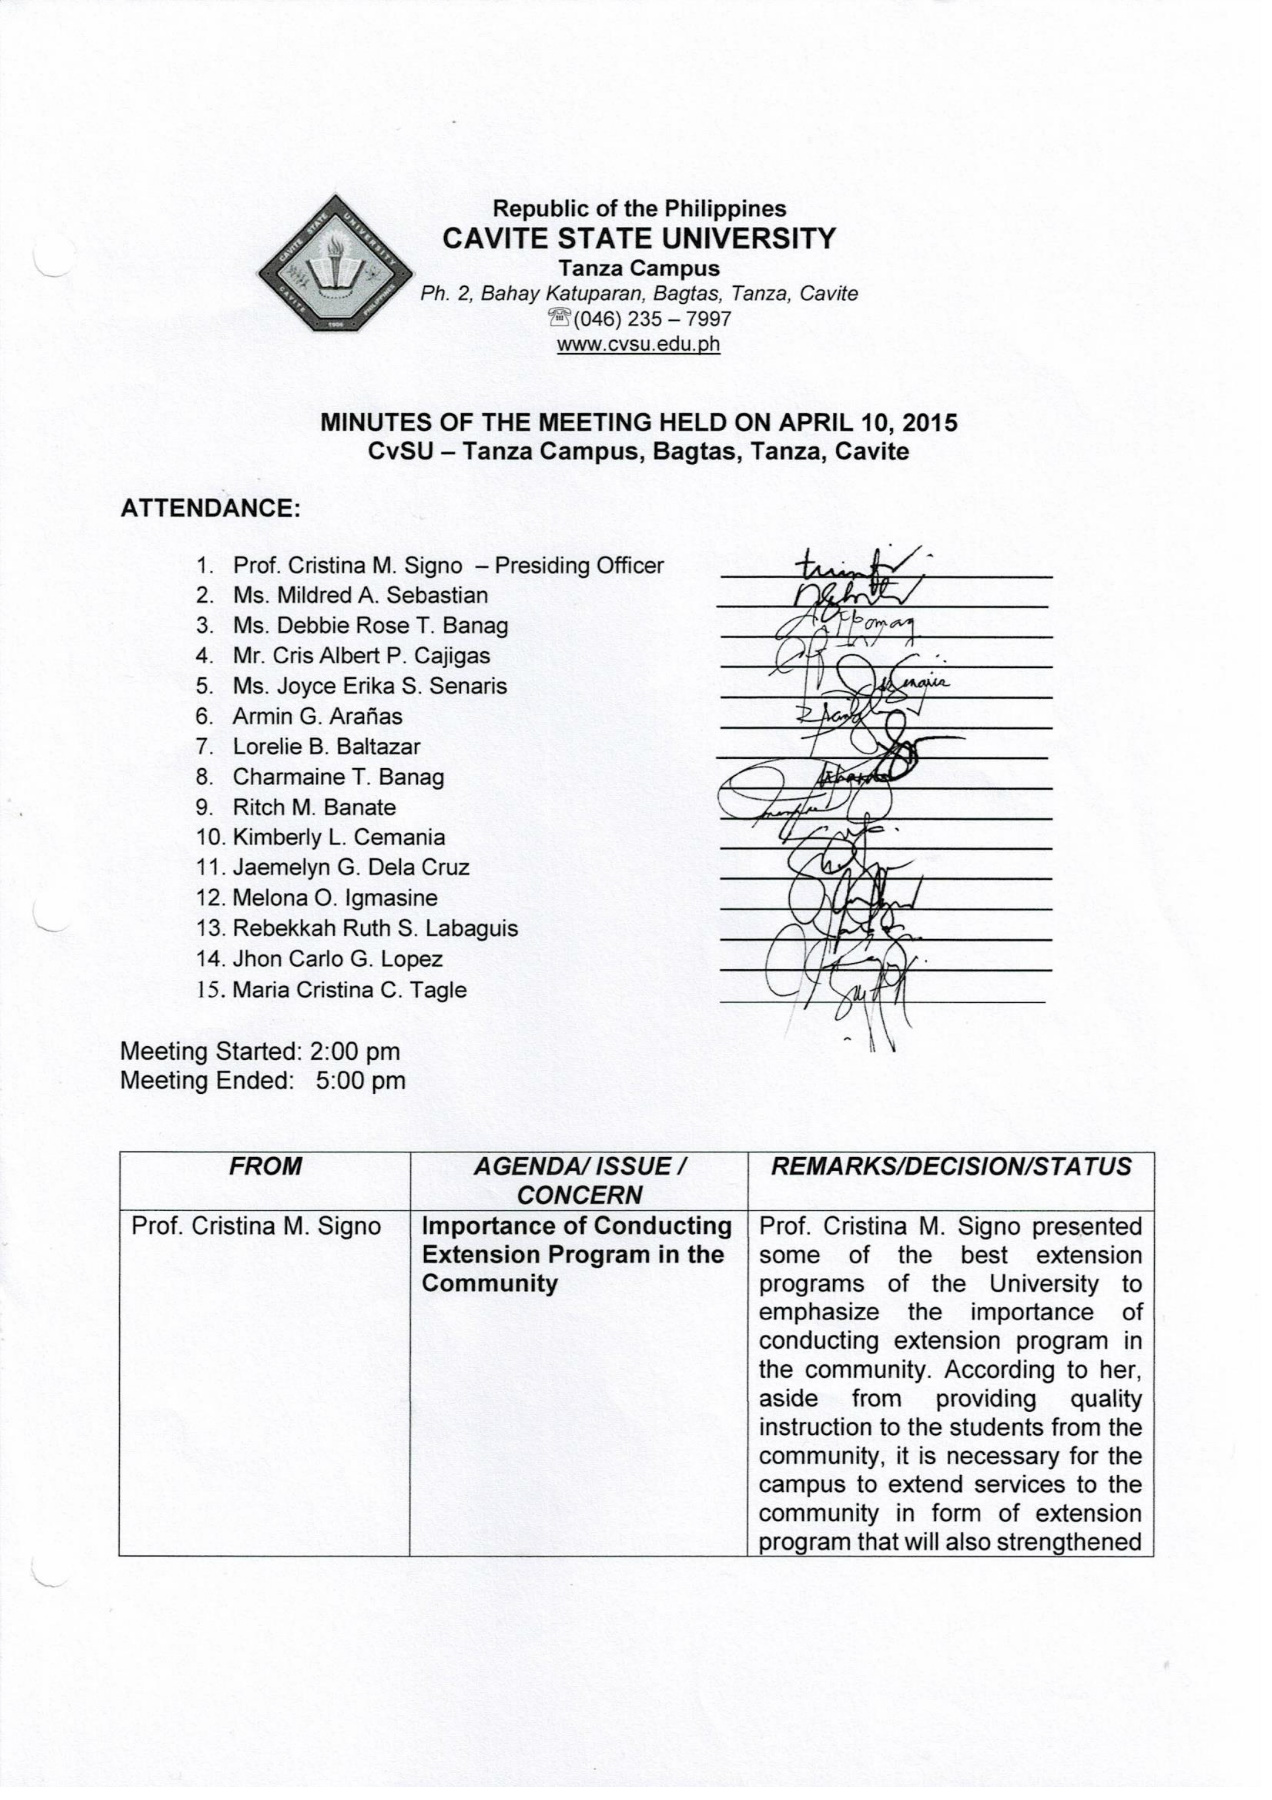 CAVITE STATE UNIVERSITY
CAVITE PHILIPPINES
1906
Republic of the Philippines
CAVITE STATE UNIVERSITY
Tanza Campus
Ph. 2, Bahay Katuparan, Bagtas, Tanza, Cavite
☏(046) 235 – 7997
www.cvsu.edu.ph
MINUTES OF THE MEETING HELD ON APRIL 10, 2015
CvSU – Tanza Campus, Bagtas, Tanza, Cavite
ATTENDANCE:
1. Prof. Cristina M. Signo – Presiding Officer
2. Ms. Mildred A. Sebastian
3. Ms. Debbie Rose T. Banag
4. Mr. Cris Albert P. Cajigas
5. Ms. Joyce Erika S. Senaris
6. Armin G. Arañas
7. Lorelie B. Baltazar
8. Charmaine T. Banag
9. Ritch M. Banate
10. Kimberly L. Cemania
11. Jaemelyn G. Dela Cruz
12. Melona O. Igmasine
13. Rebekkah Ruth S. Labaguis
14. Jhon Carlo G. Lopez
15. Maria Cristina C. Tagle
Meeting Started: 2:00 pm
Meeting Ended: 5:00 pm
FROM
AGENDA/ ISSUE /
CONCERN
REMARKS/DECISION/STATUS
Prof. Cristina M. Signo
Importance of Conducting
Extension Program in the
Community
Prof. Cristina M. Signo presented
some of the best extension
programs of the University to
emphasize the importance of
conducting extension program in
the community. According to her,
aside from providing quality
instruction to the students from the
community, it is necessary for the
campus to extend services to the
community in form of extension
program that will also strengthened